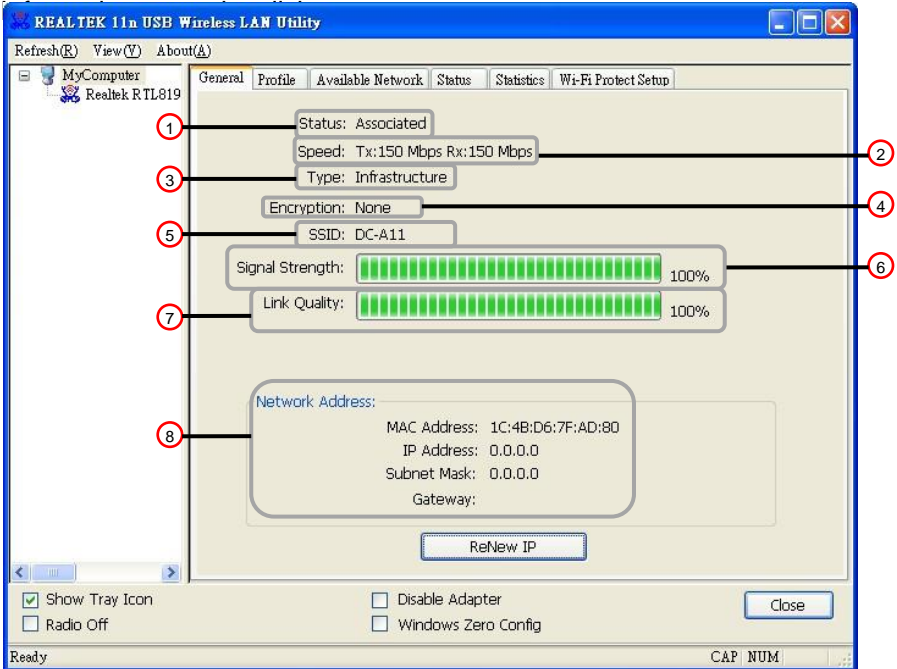 REALTEK 11n USB Wireless LAN Utility
Refresh(R) View(V) About(A)
MyComputer
Realtek RTL819
General Profile Available Network Status Statistics Wi-Fi Protect Setup
1 Status: Associated
Speed: Tx:150 Mbps Rx:150 Mbps 2
3 Type: Infrastructure
Encryption: None 4
5 SSID: DC-A11
Signal Strength: 100% 6
7 Link Quality: 100%
Network Address:
8 MAC Address: 1C:4B:D6:7F:AD:80
IP Address: 0.0.0.0
Subnet Mask: 0.0.0.0
Gateway:
ReNew IP
Show Tray Icon Disable Adapter Close
Radio Off Windows Zero Config
Ready CAP NUM